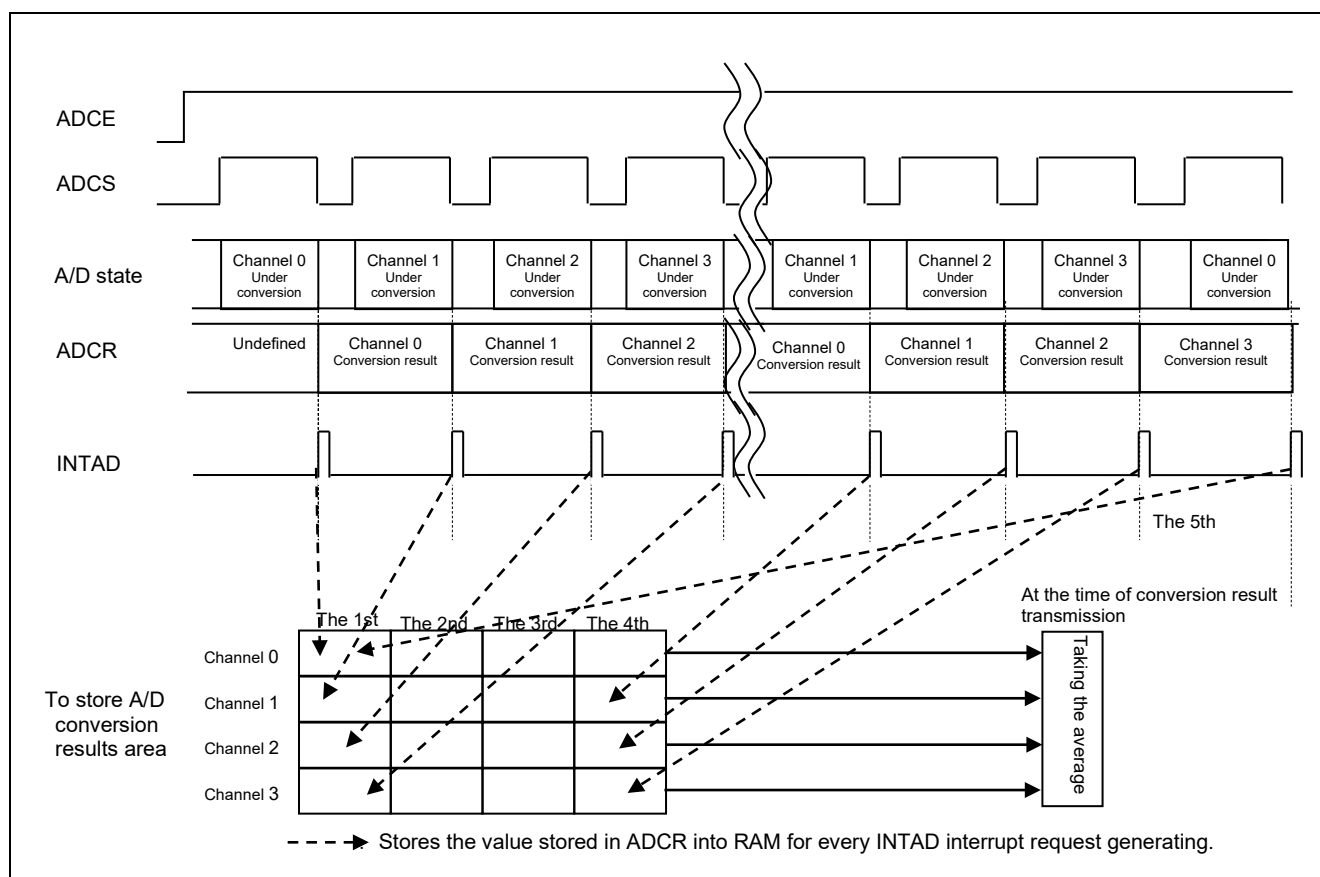 ADCE
ADCS
A/D state
Channel 0
Under
conversion
Channel 1
Under
conversion
Channel 2
Under
conversion
Channel 3
Under
conversion
Channel 1
Under
conversion
Channel 2
Under
conversion
Channel 3
Under
conversion
Channel 0
Under
conversion
ADCR
Undefined
Channel 0
Conversion result
Channel 1
Conversion result
Channel 2
Conversion result
Channel 0
Conversion result
Channel 1
Conversion result
Channel 2
Conversion result
Channel 3
Conversion result
INTAD
The 5th
At the time of conversion result
transmission
The 1st
The 2nd
The 3rd
The 4th
To store A/D
conversion
results area
Channel 0
Channel 1
Channel 2
Channel 3
Taking the average
Stores the value stored in ADCR into RAM for every INTAD interrupt request generating.